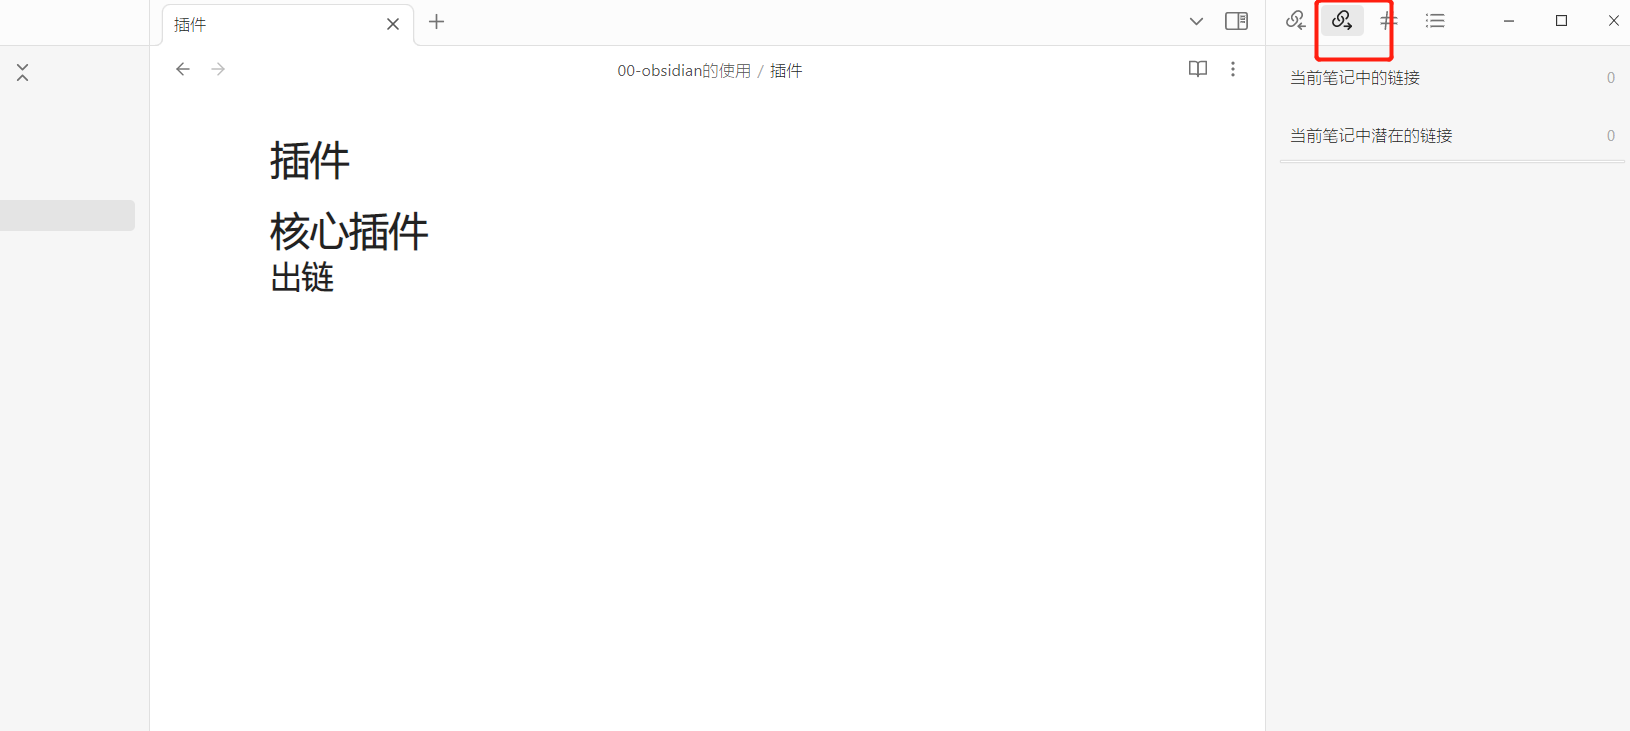 插件
00-obsidian的使用 / 插件
插件
核心插件
出链
当前笔记中的链接 0
当前笔记中潜在的链接 0